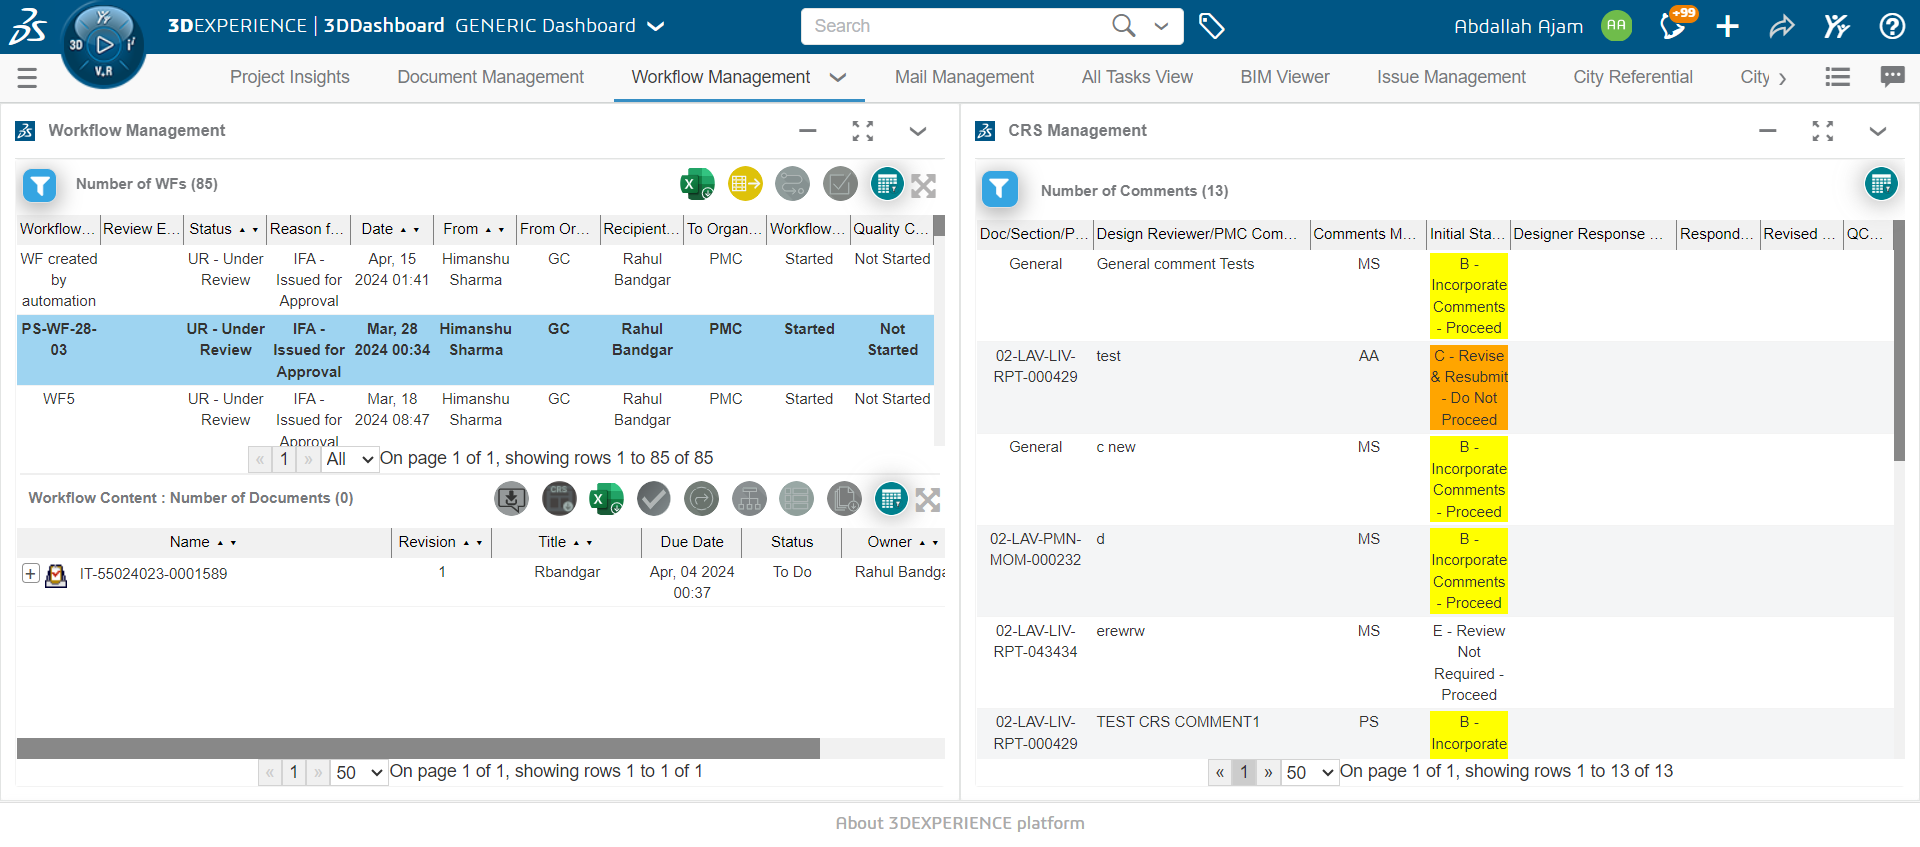 3DEXPERIENCE | 3DDashboard GENERIC Dashboard
Search
Abdallah Ajam AA +99
3D V.R
Project Insights Document Management Workflow Management Mail Management All Tasks View BIM Viewer Issue Management City Referential City
Workflow Management
Number of WFs (85)
Workflow... Review E... Status Reason f... Date From From Or... Recipient... To Organ... Workflow... Quality C...
WF created UR - Under IFA - Apr, 15 Himanshu GC Rahul PMC Started Not Started
by Review Issued for 2024 01:41 Sharma Bandgar
automation Approval
PS-WF-28- UR - Under IFA - Mar, 28 Himanshu GC Rahul PMC Started Not
03 Review Issued for 2024 00:34 Sharma Bandgar Started
Approval
WF5 UR - Under IFA - Mar, 18 Himanshu GC Rahul PMC Started Not Started
Review Issued for 2024 08:47 Sharma Bandgar
Approval
« 1 » All On page 1 of 1, showing rows 1 to 85 of 85
Workflow Content : Number of Documents (0)
CRS
Name Revision Title Due Date Status Owner
IT-55024023-0001589 1 Rbandgar Apr, 04 2024 To Do Rahul Bandga
00:37
« 1 » 50 On page 1 of 1, showing rows 1 to 1 of 1
CRS Management
Number of Comments (13)
Doc/Section/P... Design Reviewer/PMC Com... Comments M... Initial Sta... Designer Response ... Respond... Revised ... QC...
General General comment Tests MS B -
Incorporate
Comments
- Proceed
02-LAV-LIV- test AA C - Revise
RPT-000429 & Resubmit
- Do Not
Proceed
General c new MS B -
Incorporate
Comments
- Proceed
02-LAV-PMN- d MS B -
MOM-000232 Incorporate
Comments
- Proceed
02-LAV-LIV- erewrw MS E - Review
RPT-043434 Not
Required -
Proceed
02-LAV-LIV- TEST CRS COMMENT1 PS B -
RPT-000429 Incorporate
« 1 » 50 On page 1 of 1, showing rows 1 to 13 of 13
About 3DEXPERIENCE platform